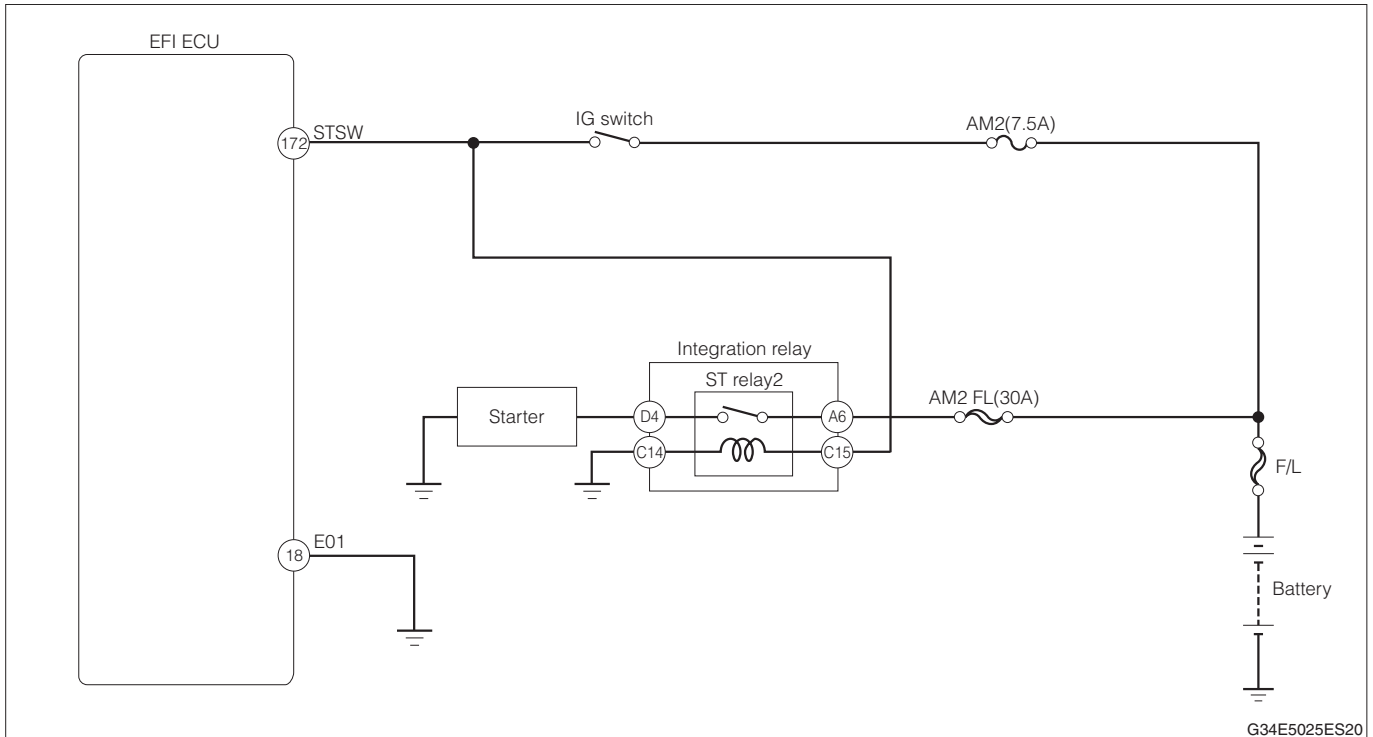 EFI ECU
172
STSW
IG switch
AM2(7.5A)
Integration relay
ST relay2
Starter
D4
A6
AM2 FL(30A)
C14
C15
F/L
18
E01
Battery
G34E5025ES20